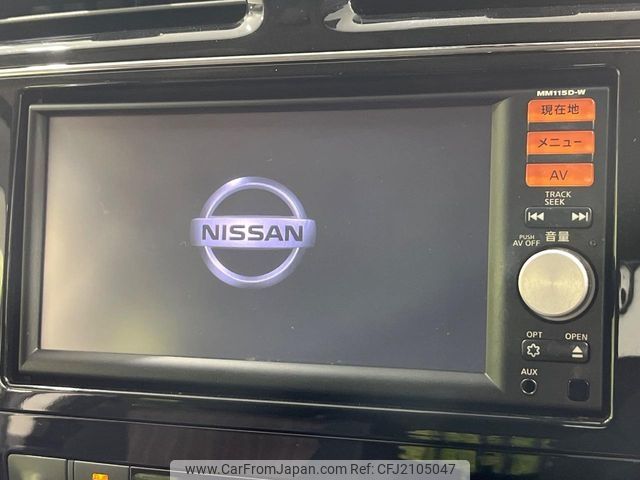 MM115D-W
現在地
メニュー
AV
TRACK
SEEK
PUSH
AV OFF
音量
NISSAN
OPT
OPEN
AUX
www.CarFromJapan.com CFJ2105047